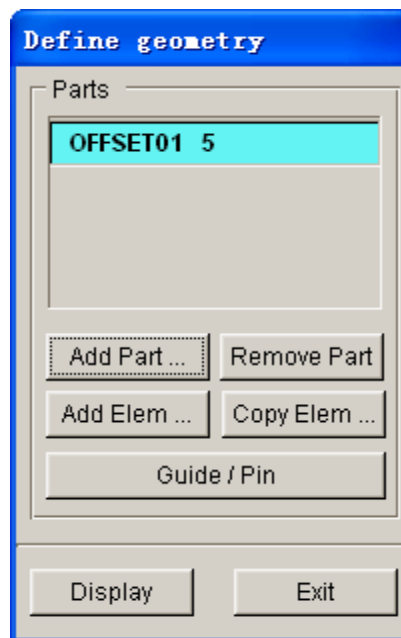 Define geometry
Parts
OFFSET01 5
Add Part ... Remove Part
Add Elem ... Copy Elem ...
Guide / Pin
Display Exit